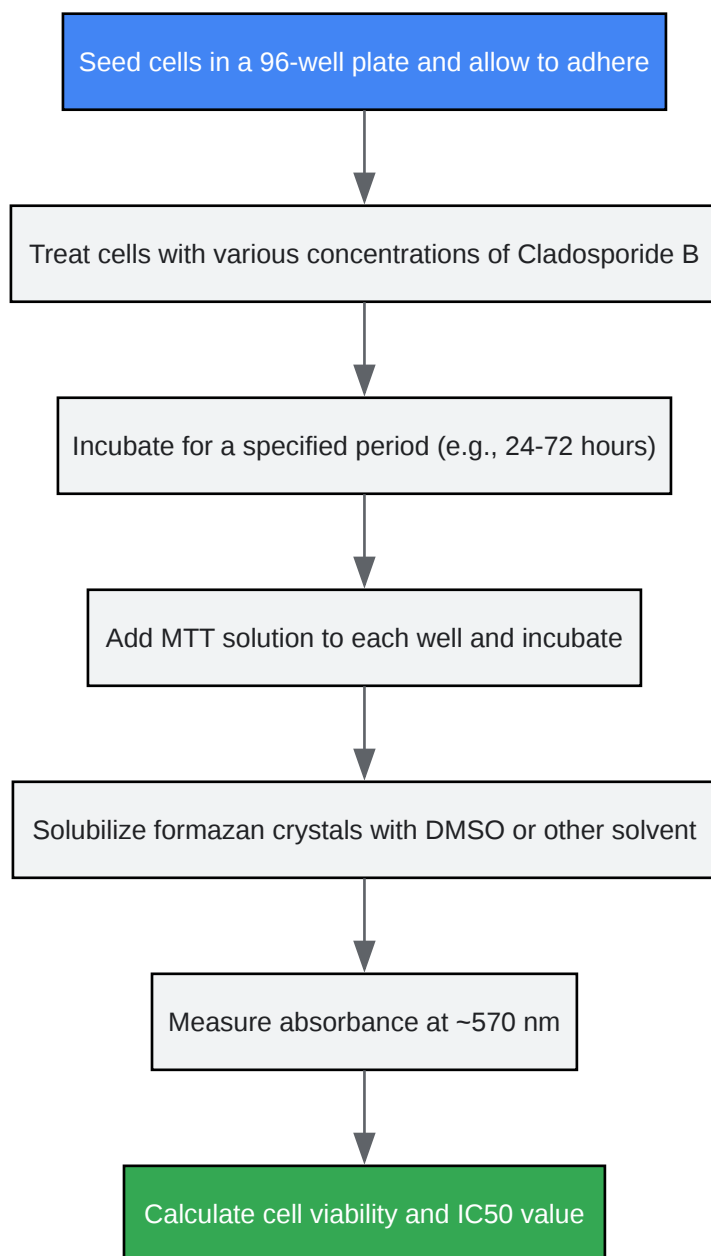 Seed cells in a 96-well plate and allow to adhere
Treat cells with various concentrations of Cladosporide B
Incubate for a specified period (e.g., 24-72 hours)
Add MTT solution to each well and incubate
Solubilize formazan crystals with DMSO or other solvent
Measure absorbance at ~570 nm
Calculate cell viability and IC50 value